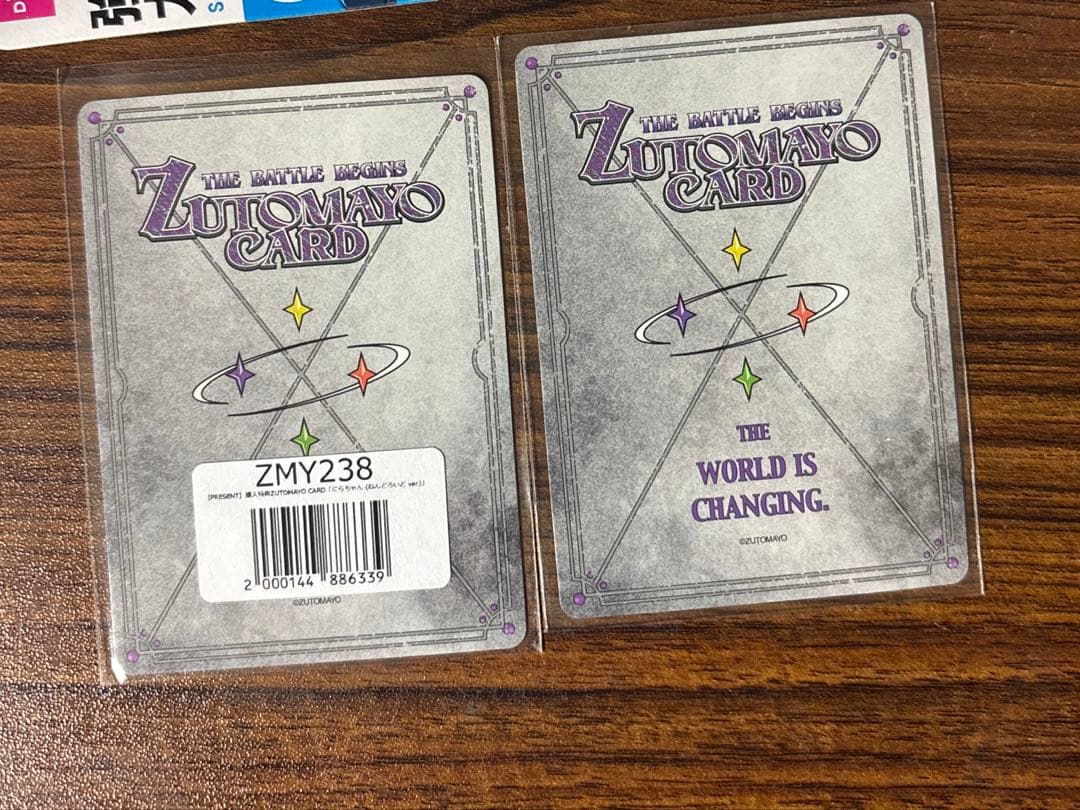 THE BATTLE BEGINS
ZUTOMAYO
CARD
ZMY238
[PRESENT] 購入特典ZUTOMAYO CARD「にらちゃん (ねんどろいど ver.)」
2 000144 886339
©ZUTOMAYO
THE BATTLE BEGINS
ZUTOMAYO
CARD
THE
WORLD IS
CHANGING.
©ZUTOMAYO